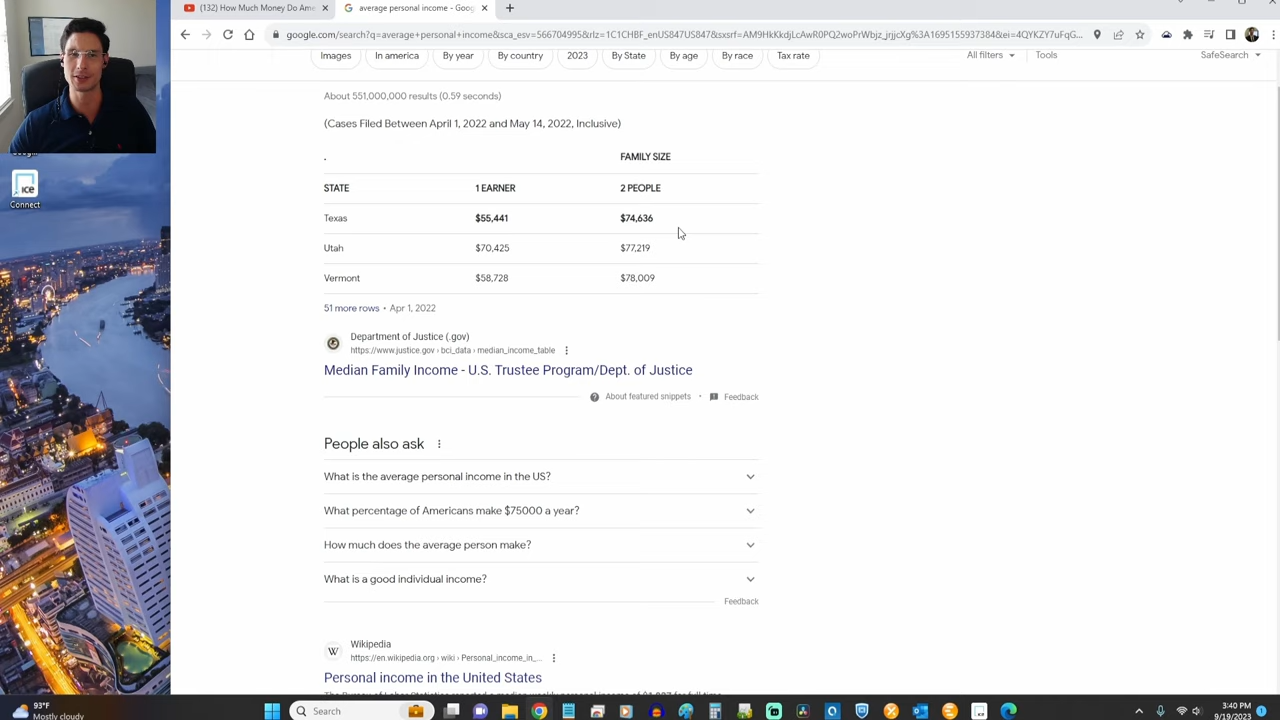 (132) How Much Money Do Ame
average personal income - Goog
google.com/search?q=average+personal+income&sca_esv=566704995&rlz=1C1CHBF_enUS847US847&sxsrf=
Images
In america
By year
By country
2023
By State
By age
By race
Tax rate
All filters
Tools
SafeSearch
About 551,000,000 results (0.59 seconds)
(Cases Filed Between April 1, 2022 and May 14, 2022, Inclusive)
. FAMILY SIZE
STATE 1 EARNER 2 PEOPLE
Texas $55,441 $74,636
Utah $70,425 $77,219
Vermont $58,728 $78,009
51 more rows • Apr 1, 2022
Department of Justice (.gov)
https://www.justice.gov › bci_data › median_income_table
Median Family Income - U.S. Trustee Program/Dept. of Justice
About featured snippets • Feedback
People also ask
What is the average personal income in the US?
What percentage of Americans make $75000 a year?
How much does the average person make?
What is a good individual income?
Feedback
W Wikipedia
https://en.wikipedia.org › wiki › Personal_income_in_...
Personal income in the United States
ice
Connect
93°F
Mostly cloudy
Search
3:40 PM
9/19/2023